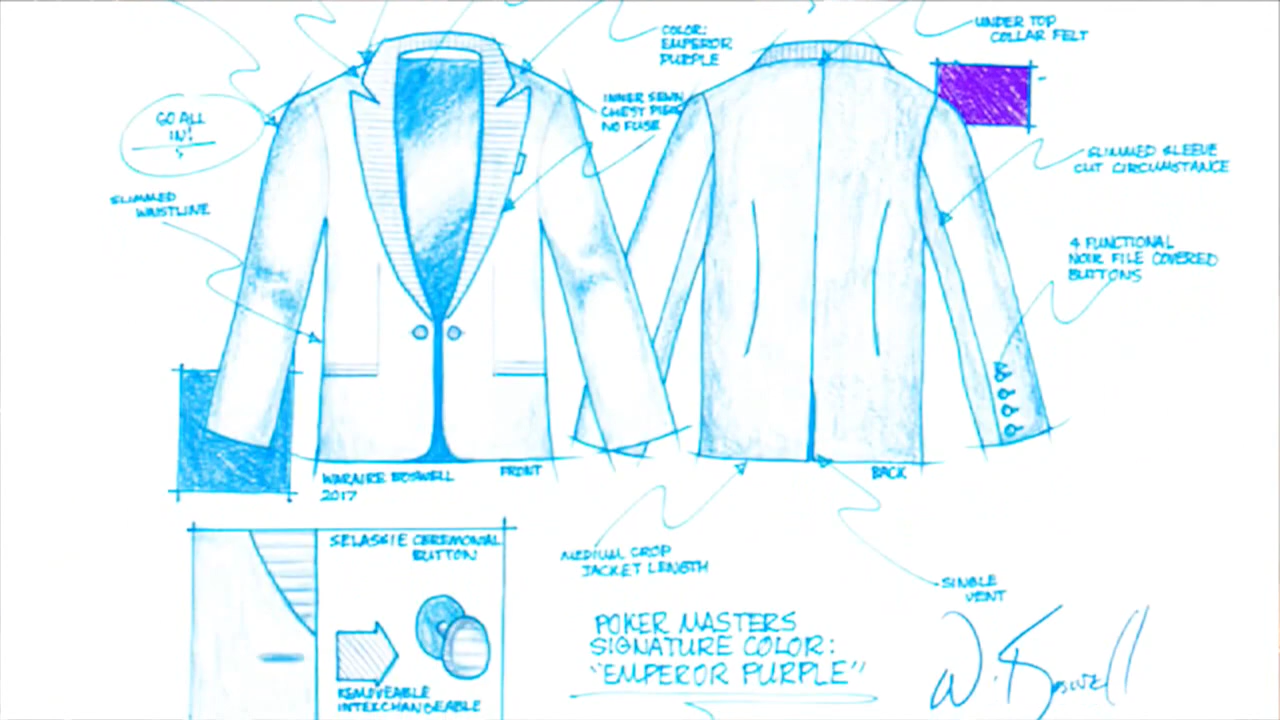 COLOR:
EMPEROR
PURPLE
UNDER TOP
COLLAR FELT
GO ALL
IN!
INNER SEWN
CHEST PIECE
NO FUSE
SLIMMED SLEEVE
CUT CIRCUMSTANCE
SLIMMED
WAISTLINE
4 FUNCTIONAL
NOIR FILE COVERED
BUTTONS
WARAIRE BOSWELL
2017
FRONT
BACK
SELASSIE CEREMONIAL
BUTTON
REMOVEABLE
INTERCHANGEABLE
MEDIUM CROP
JACKET LENGTH
SINGLE
VENT
POKER MASTERS
SIGNATURE COLOR:
"EMPEROR PURPLE"
W. Boswell